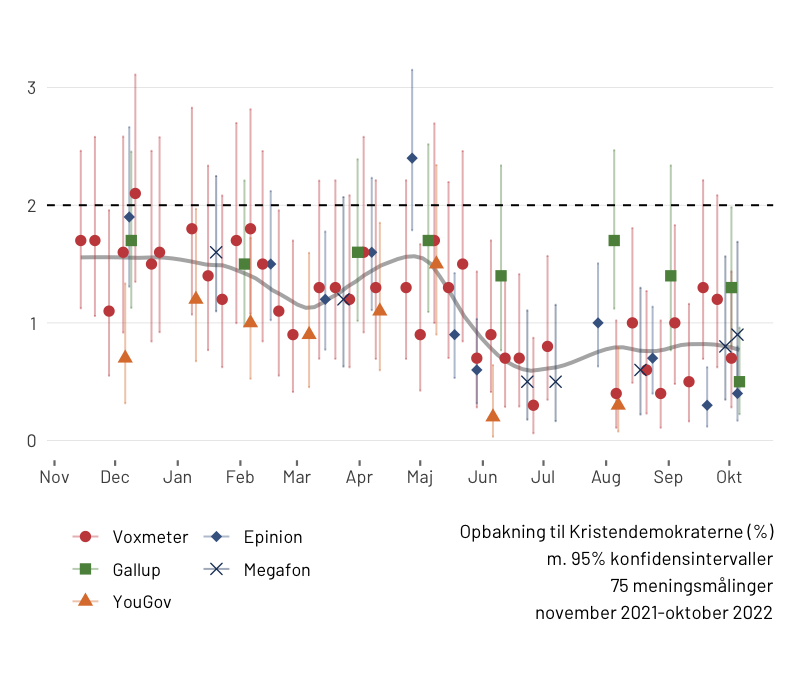 3
2
1
0
Nov Dec Jan Feb Mar Apr Maj Jun Jul Aug Sep Okt
Voxmeter Epinion
Gallup Megafon
YouGov
Opbakning til Kristendemokraterne (%)
m. 95% konfidensintervaller
75 meningsmålinger
november 2021-oktober 2022